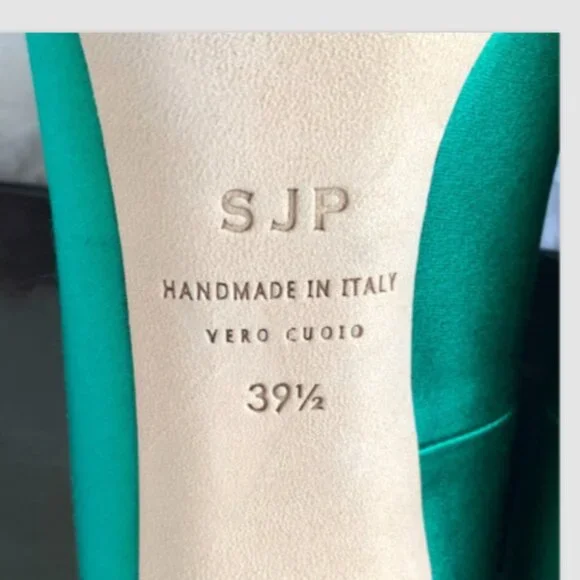 SJP
HANDMADE IN ITALY
VERO CUOIO
39½